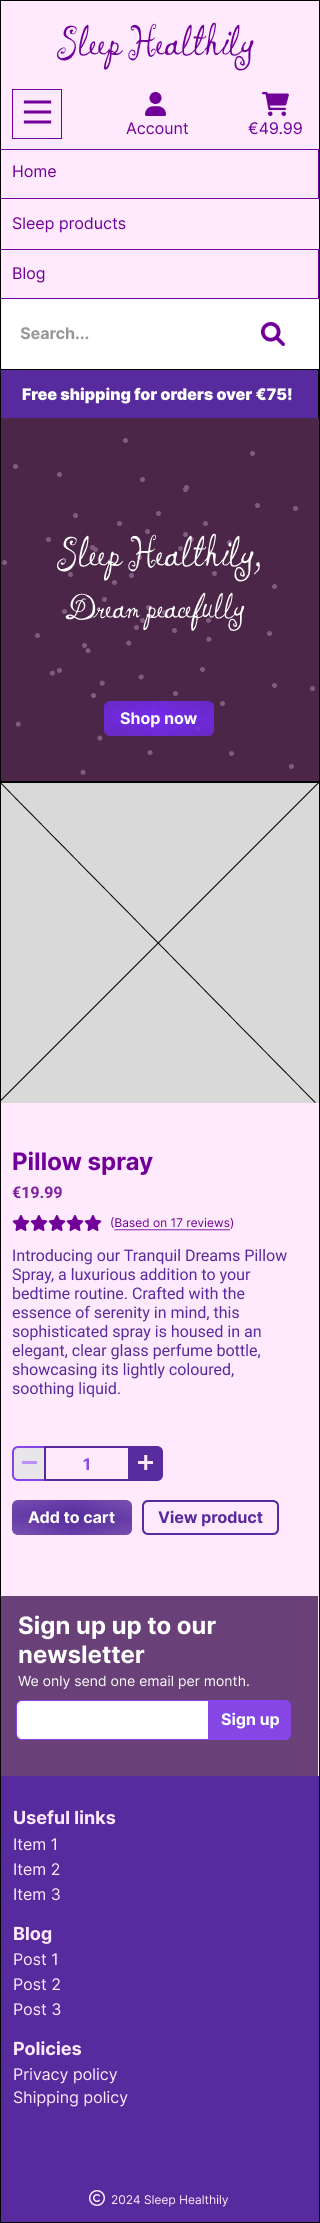 Sleep Healthily
Account
€49.99
Home
Sleep products
Blog
Search...
Free shipping for orders over €75!
Sleep Healthily,
Dream peacefully
Shop now
Pillow spray
€19.99
(Based on 17 reviews)
Introducing our Tranquil Dreams Pillow
Spray, a luxurious addition to your
bedtime routine. Crafted with the
essence of serenity in mind, this
sophisticated spray is housed in an
elegant, clear glass perfume bottle,
showcasing its lightly coloured,
soothing liquid.
1
Add to cart
View product
Sign up up to our
newsletter
We only send one email per month.
Sign up
Useful links
Item 1
Item 2
Item 3
Blog
Post 1
Post 2
Post 3
Policies
Privacy policy
Shipping policy
© 2024 Sleep Healthily